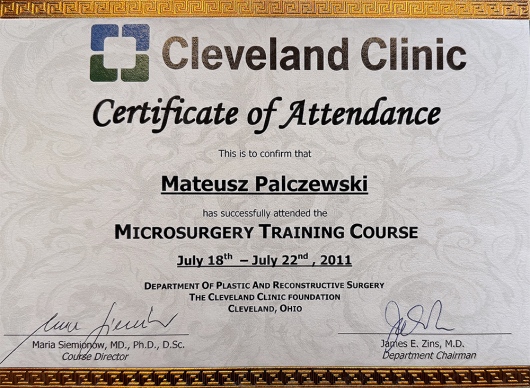 Cleveland Clinic
Certificate of Attendance
This is to confirm that
Mateusz Palczewski
has successfully attended the
MICROSURGERY TRAINING COURSE
July 18th – July 22nd , 2011
DEPARTMENT OF PLASTIC AND RECONSTRUCTIVE SURGERY
THE CLEVELAND CLINIC FOUNDATION
CLEVELAND, OHIO
Maria Siemionow, MD., Ph.D., D.Sc.
Course Director
James E. Zins, M.D.
Department Chairman